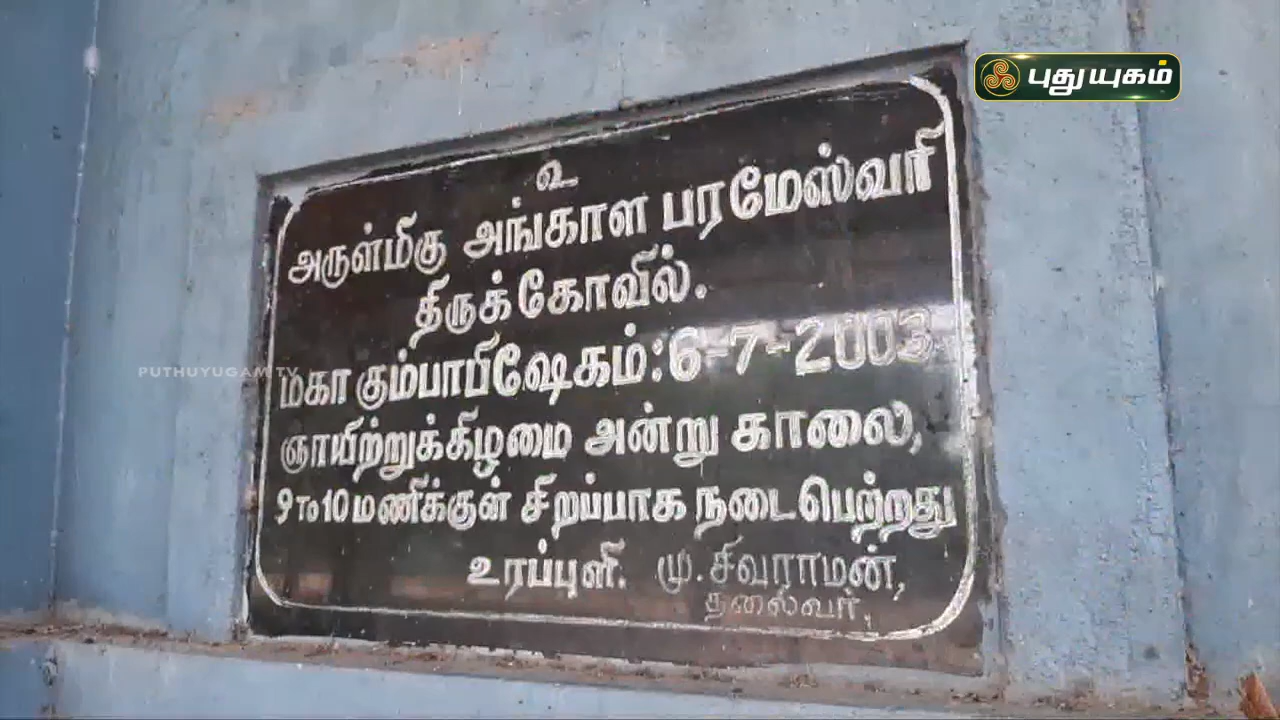 புதுயுகம்
உ
அருள்மிகு அங்காள பரமேஸ்வரி
திருக்கோவில்.
மகா கும்பாபிஷேகம்: 6-7-2003
ஞாயிற்றுக்கிழமை அன்று காலை,
9 TO 10 மணிக்குள் சிறப்பாக நடைபெற்றது
உரப்புளி. மு. சிவராமன்,
தலைவர்.
PUTHUYUGAM TV